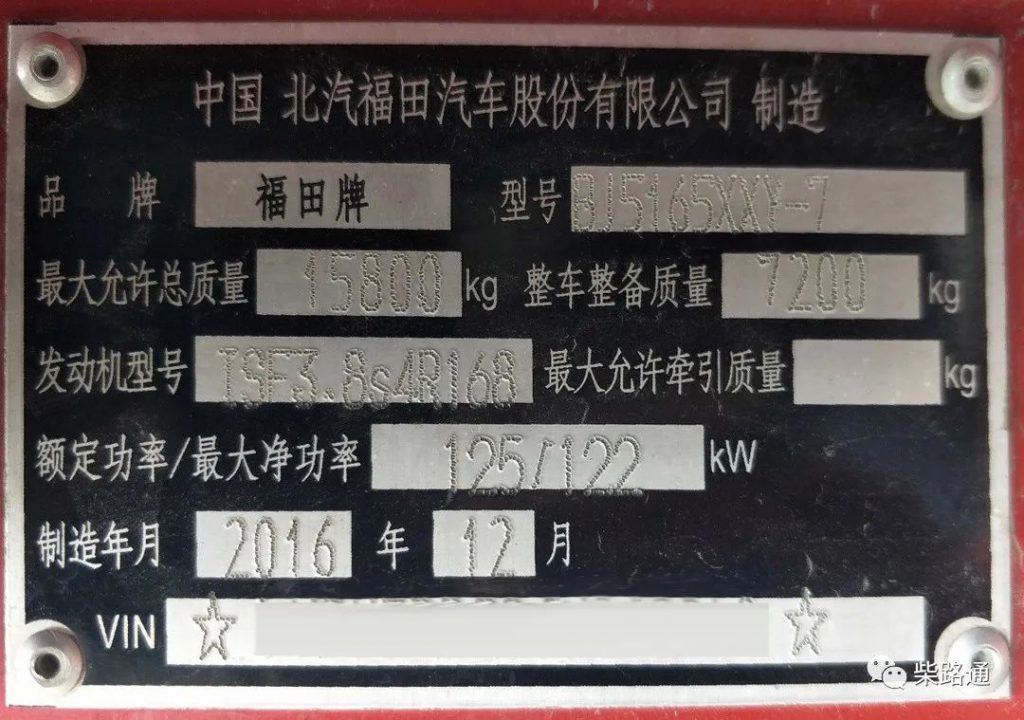 中国 北汽福田汽车股份有限公司 制造
品 牌 福田牌 型号 BJ5165XXY-7
最大允许总质量 15800 kg 整车整备质量 7200 kg
发动机型号 ISF3.8s4R168 最大允许牵引质量 kg
额定功率/最大净功率 125/122 kW
制造年月 2016 年 12 月
VIN ☆ ☆
柴路通